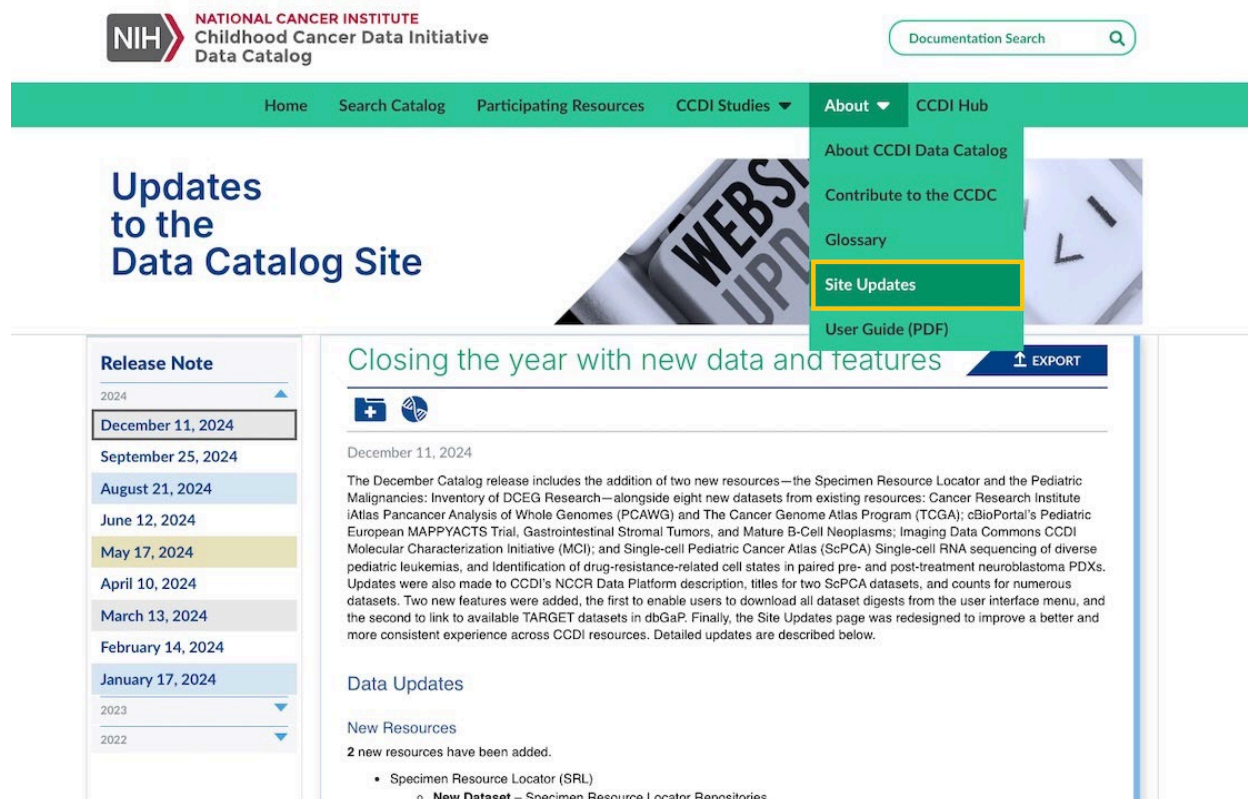 NIH
NATIONAL CANCER INSTITUTE
Childhood Cancer Data Initiative
Data Catalog
Documentation Search
Home
Search Catalog
Participating Resources
CCDI Studies
About
CCDI Hub
About CCDI Data Catalog
Contribute to the CCDC
Glossary
Site Updates
User Guide (PDF)
Updates
to the
Data Catalog Site
WEBSI
UPDA
L
Release Note
2024
December 11, 2024
September 25, 2024
August 21, 2024
June 12, 2024
May 17, 2024
April 10, 2024
March 13, 2024
February 14, 2024
January 17, 2024
2023
2022
Closing the year with new data and features
EXPORT
December 11, 2024
The December Catalog release includes the addition of two new resources—the Specimen Resource Locator and the Pediatric
Malignancies: Inventory of DCEG Research—alongside eight new datasets from existing resources: Cancer Research Institute
iAtlas Pancancer Analysis of Whole Genomes (PCAWG) and The Cancer Genome Atlas Program (TCGA); cBioPortal's Pediatric
European MAPPYACTS Trial, Gastrointestinal Stromal Tumors, and Mature B-Cell Neoplasms; Imaging Data Commons CCDI
Molecular Characterization Initiative (MCI); and Single-cell Pediatric Cancer Atlas (ScPCA) Single-cell RNA sequencing of diverse
pediatric leukemias, and Identification of drug-resistance-related cell states in paired pre- and post-treatment neuroblastoma PDXs.
Updates were also made to CCDI's NCCR Data Platform description, titles for two ScPCA datasets, and counts for numerous
datasets. Two new features were added, the first to enable users to download all dataset digests from the user interface menu, and
the second to link to available TARGET datasets in dbGaP. Finally, the Site Updates page was redesigned to improve a better and
more consistent experience across CCDI resources. Detailed updates are described below.
Data Updates
New Resources
2 new resources have been added.
• Specimen Resource Locator (SRL)
○ New Dataset – Specimen Resource Locator Repositories